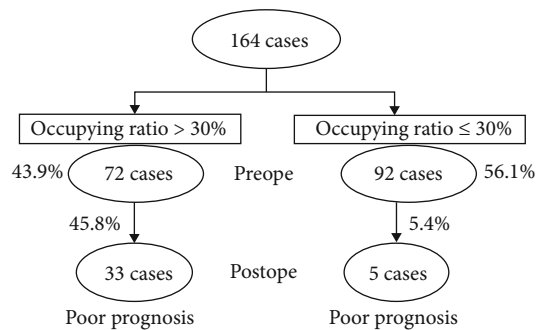 164 cases
Occupying ratio > 30%
Occupying ratio ≤ 30%
43.9%
72 cases
Preope
92 cases
56.1%
45.8%
5.4%
33 cases
Postope
5 cases
Poor prognosis
Poor prognosis